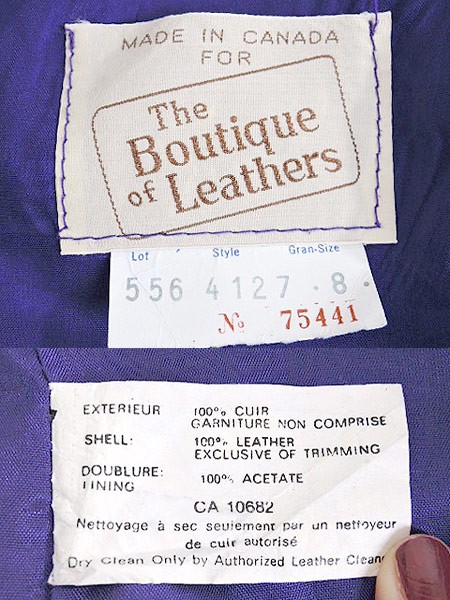 MADE IN CANADA
FOR
The
Boutique
of Leathers
Lot Style Gran-Size
556 4127 · 8 ·
No 75441
EXTERIEUR 100% CUIR
GARNITURE NON COMPRISE
SHELL: 100% LEATHER
EXCLUSIVE OF TRIMMING
DOUBLURE:
LINING 100% ACETATE
CA 10682
Nettoyage à sec seulement par un nettoyeur
de cuir autorisé
Dry Clean Only by Authorized Leather